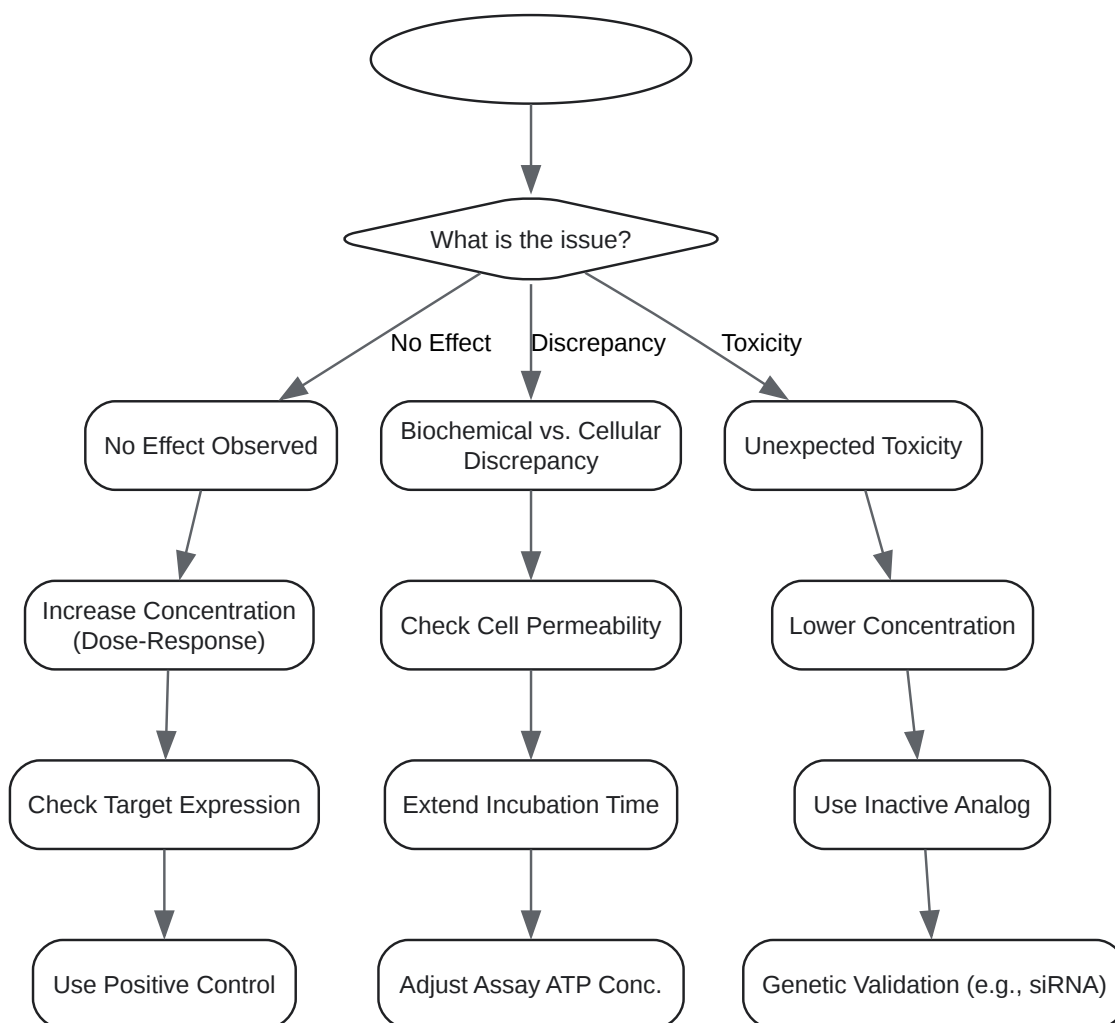 What is the issue?
No Effect
Discrepancy
Toxicity
No Effect Observed
Biochemical vs. Cellular
Discrepancy
Unexpected Toxicity
Increase Concentration
(Dose-Response)
Check Cell Permeability
Lower Concentration
Check Target Expression
Extend Incubation Time
Use Inactive Analog
Use Positive Control
Adjust Assay ATP Conc.
Genetic Validation (e.g., siRNA)